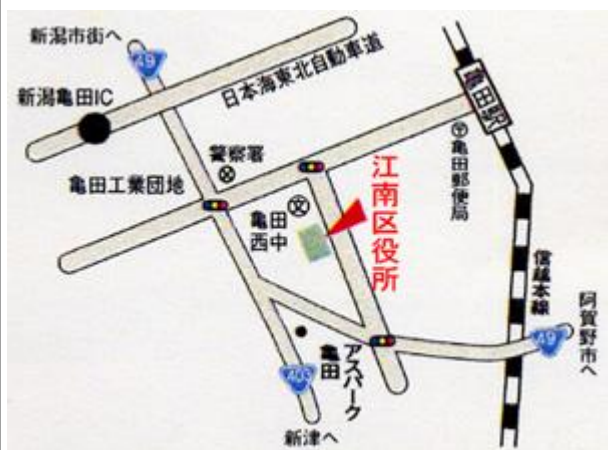 新潟市街へ
49
日本海東北自動車道
新潟亀田IC
亀田駅
警察署
亀田郵便局
亀田工業団地
江南区役所
亀田
西中
文
信越本線
阿賀野市へ
49
亀田
アスパーク
403
新津へ